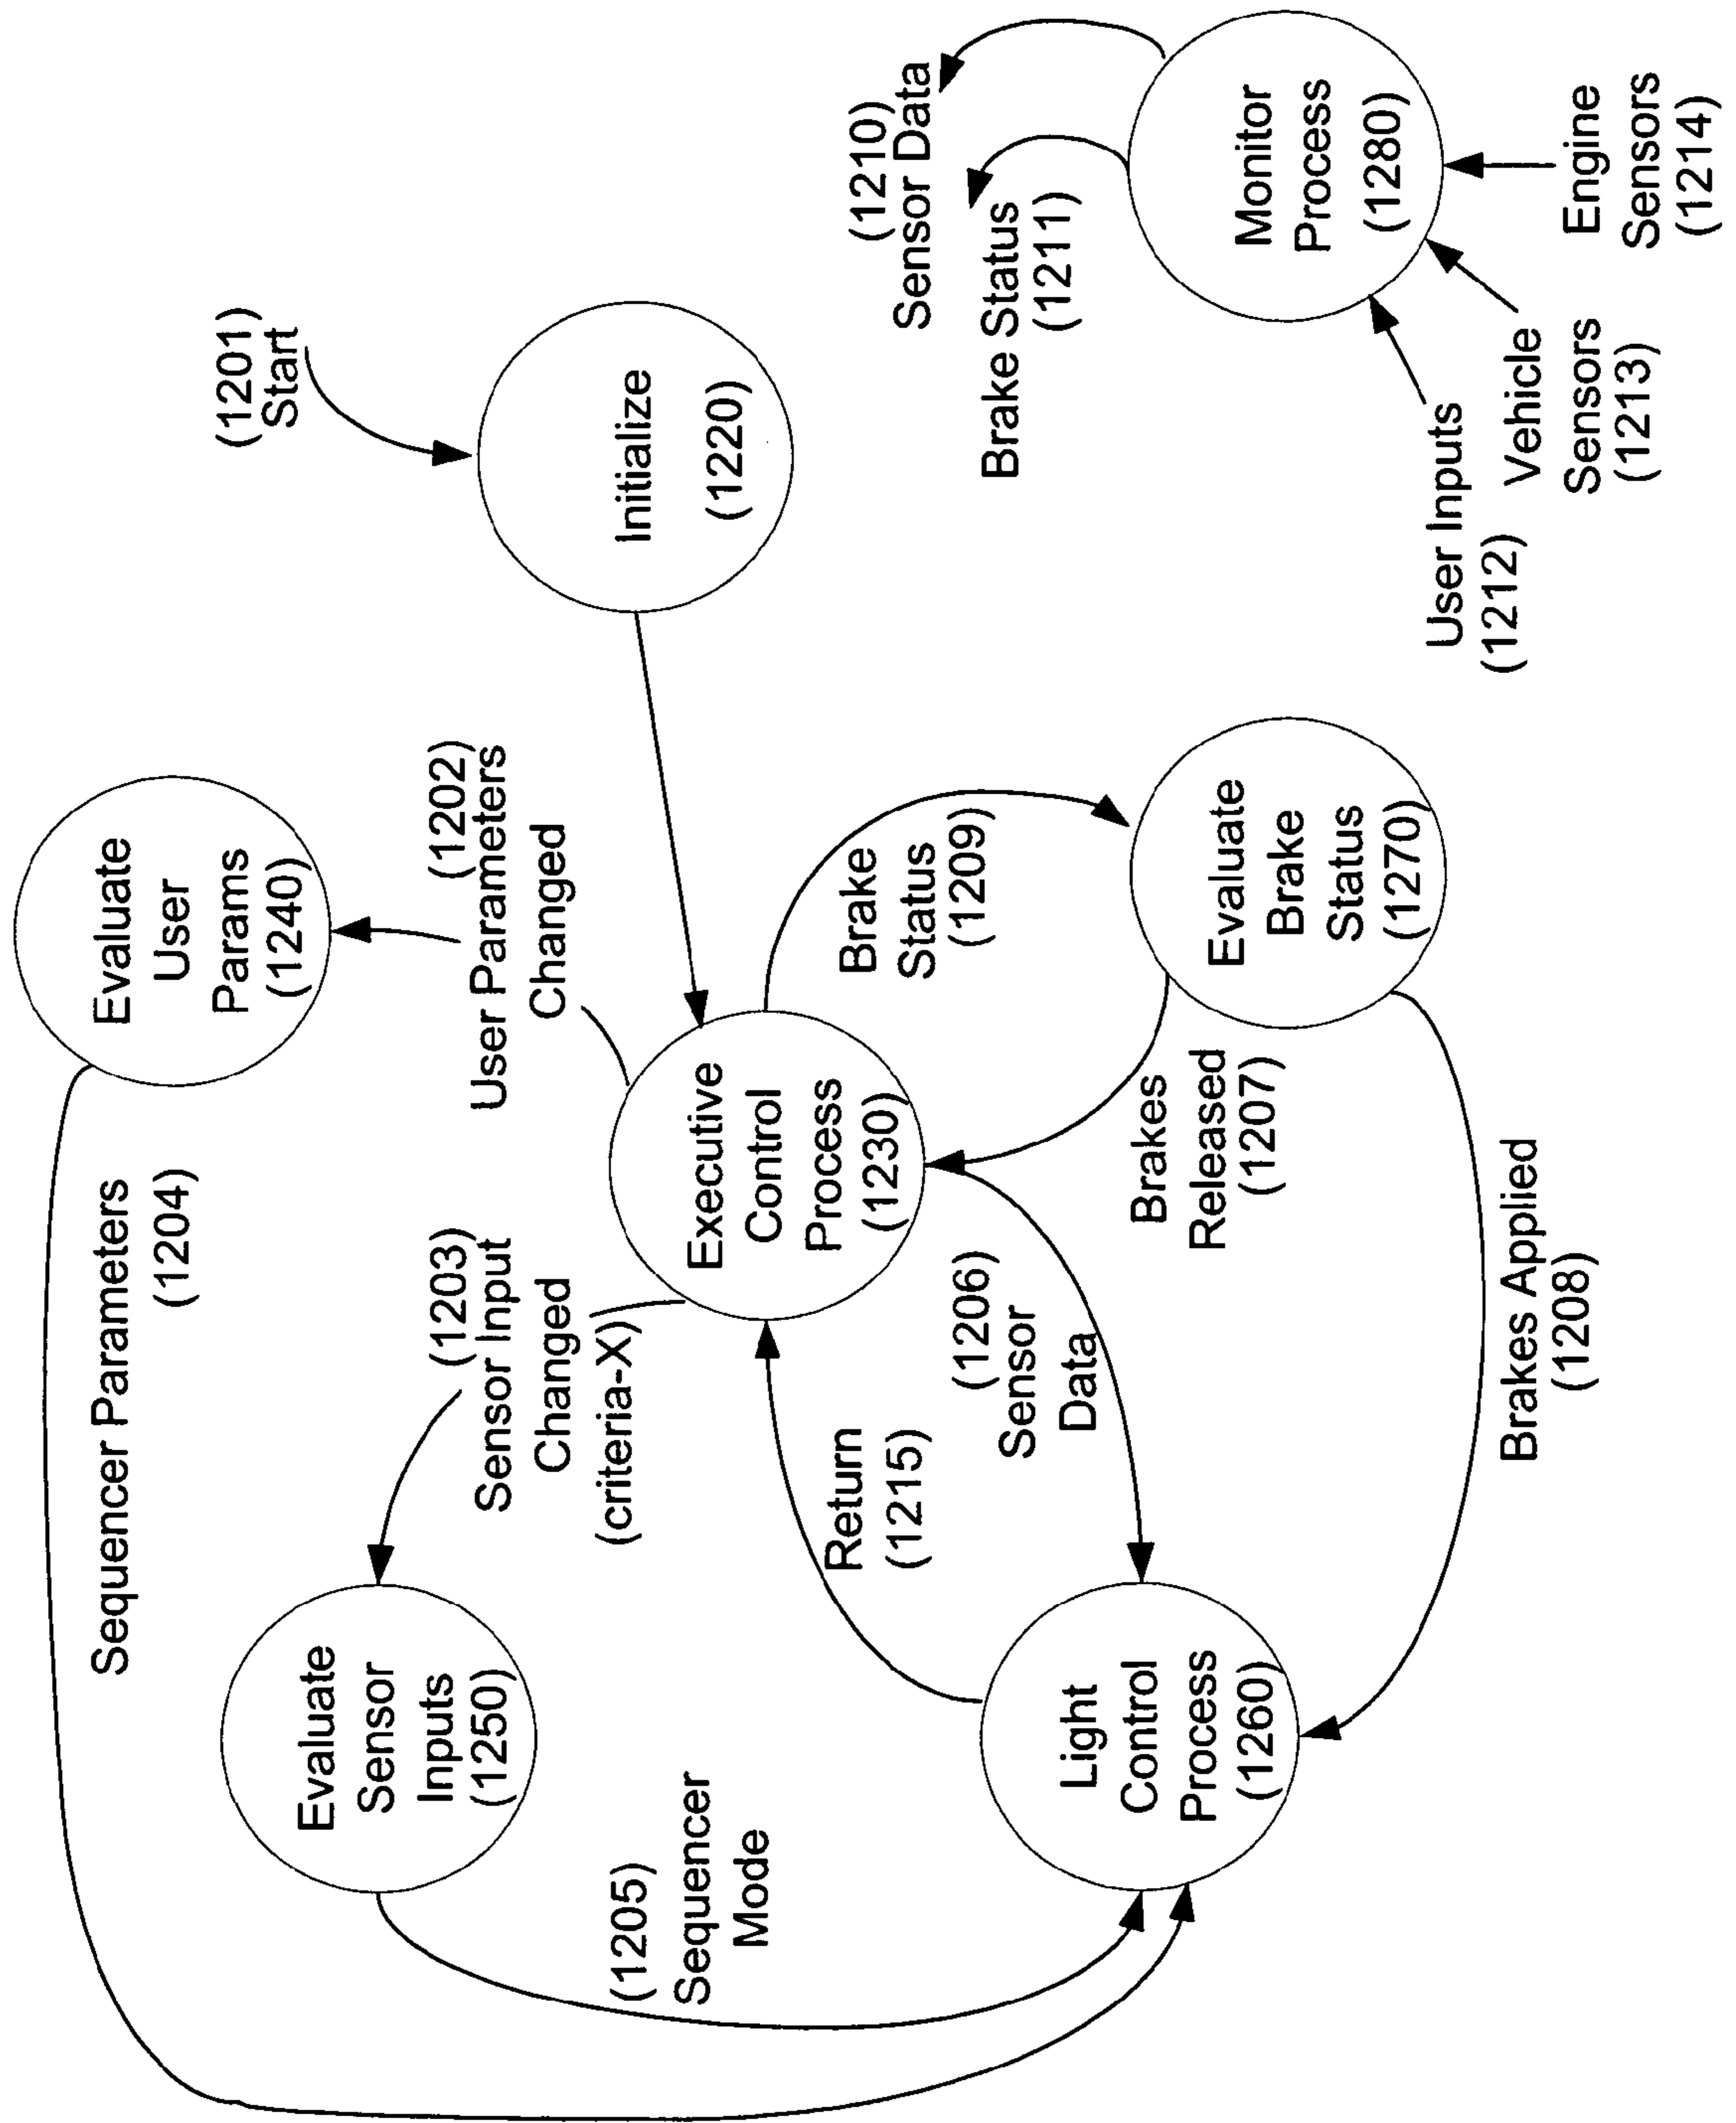 Sequencer Parameters
(1204)
Evaluate
User
Params
(1240)
(1202)
User Parameters
Changed
(1201)
Start
Initialize
(1220)
Evaluate
Sensor
Inputs
(1250)
(1203)
Sensor Input
Changed
(criteria-X)
Executive
Control
Process
(1230)
(1205)
Sequencer
Mode
Return
(1215)
(1206)
Sensor
Data
Brake
Status
(1209)
Brakes
Released
(1207)
Light
Control
Process
(1260)
Evaluate
Brake
Status
(1270)
Brakes Applied
(1208)
(1210)
Sensor Data
Brake Status
(1211)
Monitor
Process
(1280)
User Inputs
(1212)
Vehicle
Sensors
(1213)
Engine
Sensors
(1214)